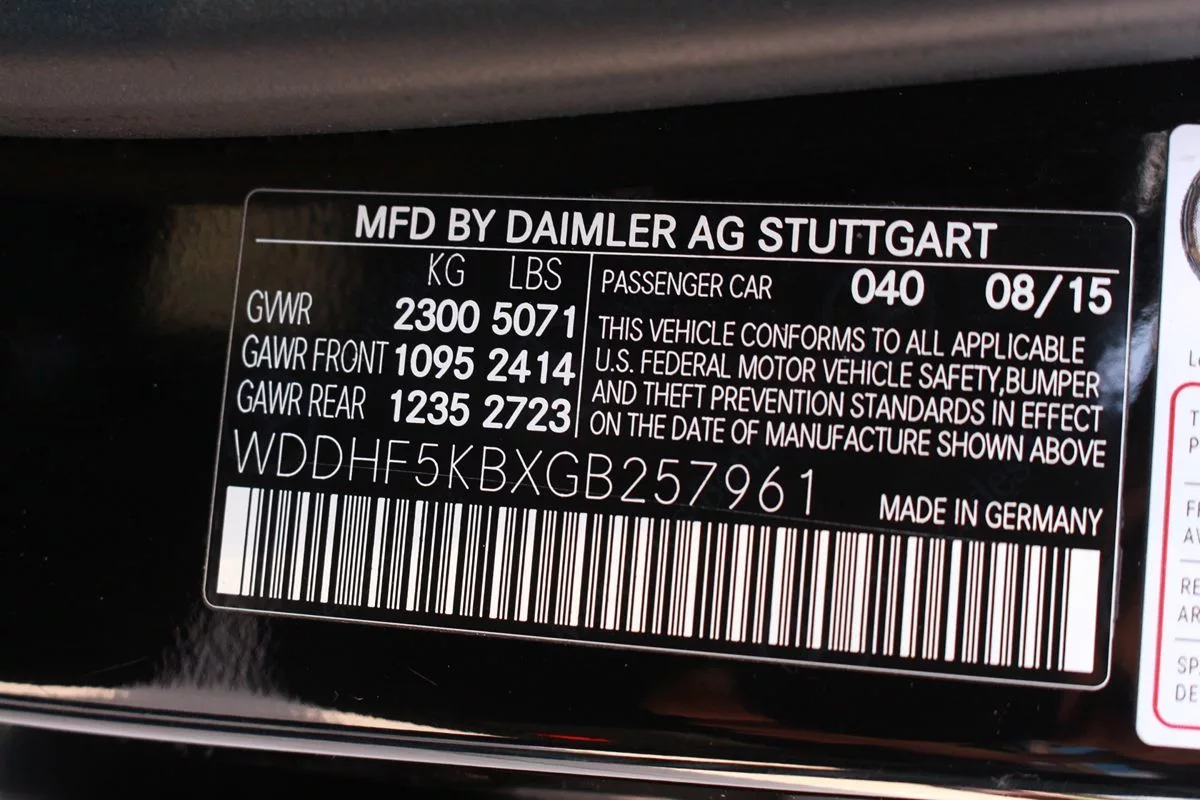 MFD BY DAIMLER AG STUTTGART
KG LBS
GVWR 2300 5071
GAWR FRONT 1095 2414
GAWR REAR 1235 2723
PASSENGER CAR 040 08/15
THIS VEHICLE CONFORMS TO ALL APPLICABLE
U.S. FEDERAL MOTOR VEHICLE SAFETY,BUMPER
AND THEFT PREVENTION STANDARDS IN EFFECT
ON THE DATE OF MANUFACTURE SHOWN ABOVE
WDDHF5KBXGB257961
MADE IN GERMANY